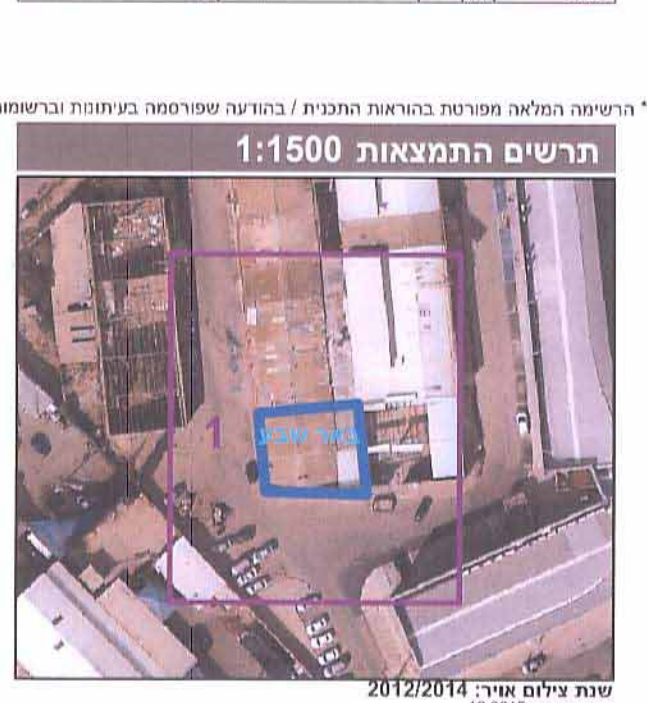 * הרשימה המלאה מפורטת בהוראות התכנית / בהודעה שפורסמה בעיתונות וברשומות
תרשים התמצאות 1:1500
באר שבע
1
שנת צילום אויר: 2012/2014